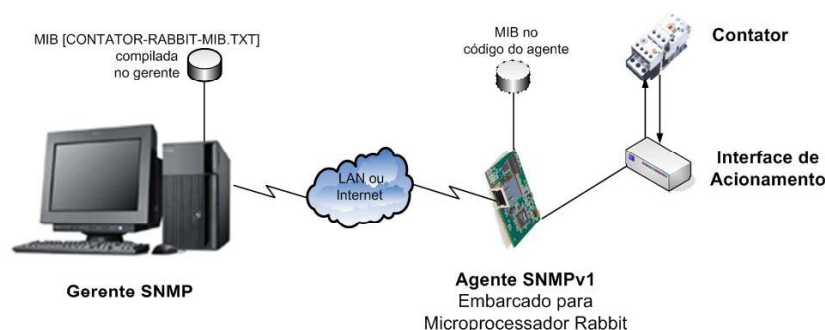 MIB [CONTATOR-RABBIT-MIB.TXT]
compilada
no gerente
MIB no
código do agente
Contator
LAN ou
Internet
Interface de
Acionamento
Gerente SNMP
Agente SNMPv1
Embarcado para
Microprocessador Rabbit